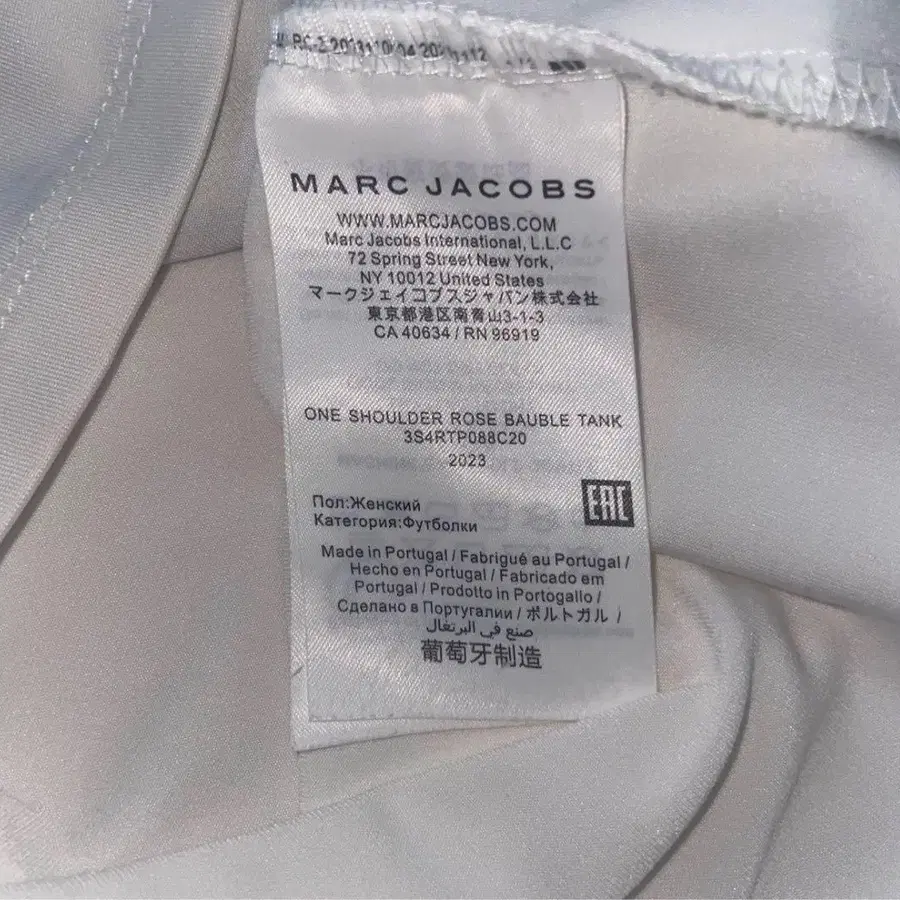 MARC JACOBS
WWW.MARCJACOBS.COM
Marc Jacobs International, L.L.C
72 Spring Street New York,
NY 10012 United States
マークジェイコブスジャパン株式会社
東京都港区南青山3-1-3
CA 40634 / RN 96919
ONE SHOULDER ROSE BAUBLE TANK
3S4RTP088C20
2023
Пол:Женский
EAC
Категория:Футболки
Made in Portugal / Fabrigué au Portugal /
Hecho en Portugal / Fabricado em
Portugal / Prodotto in Portogallo /
Сделано в Португалии / ポルトガル /
صنع في البرتغال
葡萄牙制造